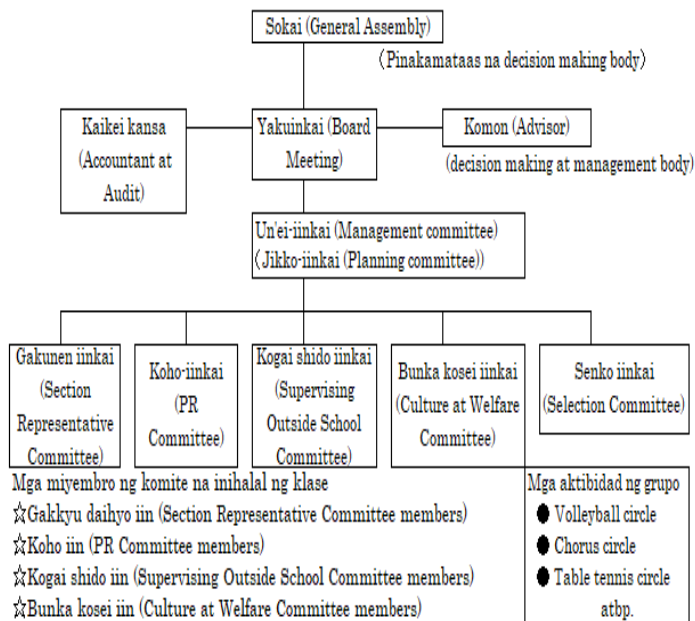 Sokai (General Assembly)
〈Pinakamataas na decision making body〉
Kaikei kansa
(Accountant at
Audit)
Yakuinkai (Board
Meeting)
Komon (Advisor)
(decision making at management body)
Un'ei-iinkai (Management committee)
〈Jikko-iinkai (Planning committee))
Gakunen iinkai
(Section
Representative
Committee)
Koho-iinkai
(PR
Committee)
Kogai shido iinkai
(Supervising
Outside School
Committee)
Bunka kosei iinkai
(Culture at Welfare
Committee)
Senko iinkai
(Selection Committee)
Mga miyembro ng komite na inihalal ng klase
☆Gakkyu daihyo iin (Section Representative Committee members)
☆Koho iin (PR Committee members)
☆Kogai shido iin (Supervising Outside School Committee members)
☆Bunka kosei iin (Culture at Welfare Committee members)
Mga aktibidad ng grupo
● Volleyball circle
● Chorus circle
● Table tennis circle
atbp.